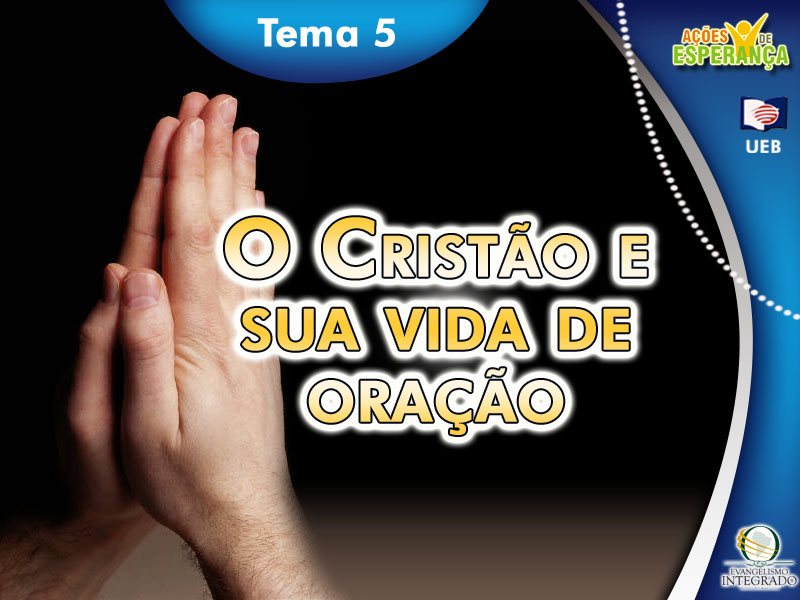 Tema 5
AÇÕES DE
ESPERANÇA
UEB
O CRISTÃO E
SUA VIDA DE
ORAÇÃO
EVANGELISMO
INTEGRADO